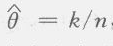 θ̂ = k/n,